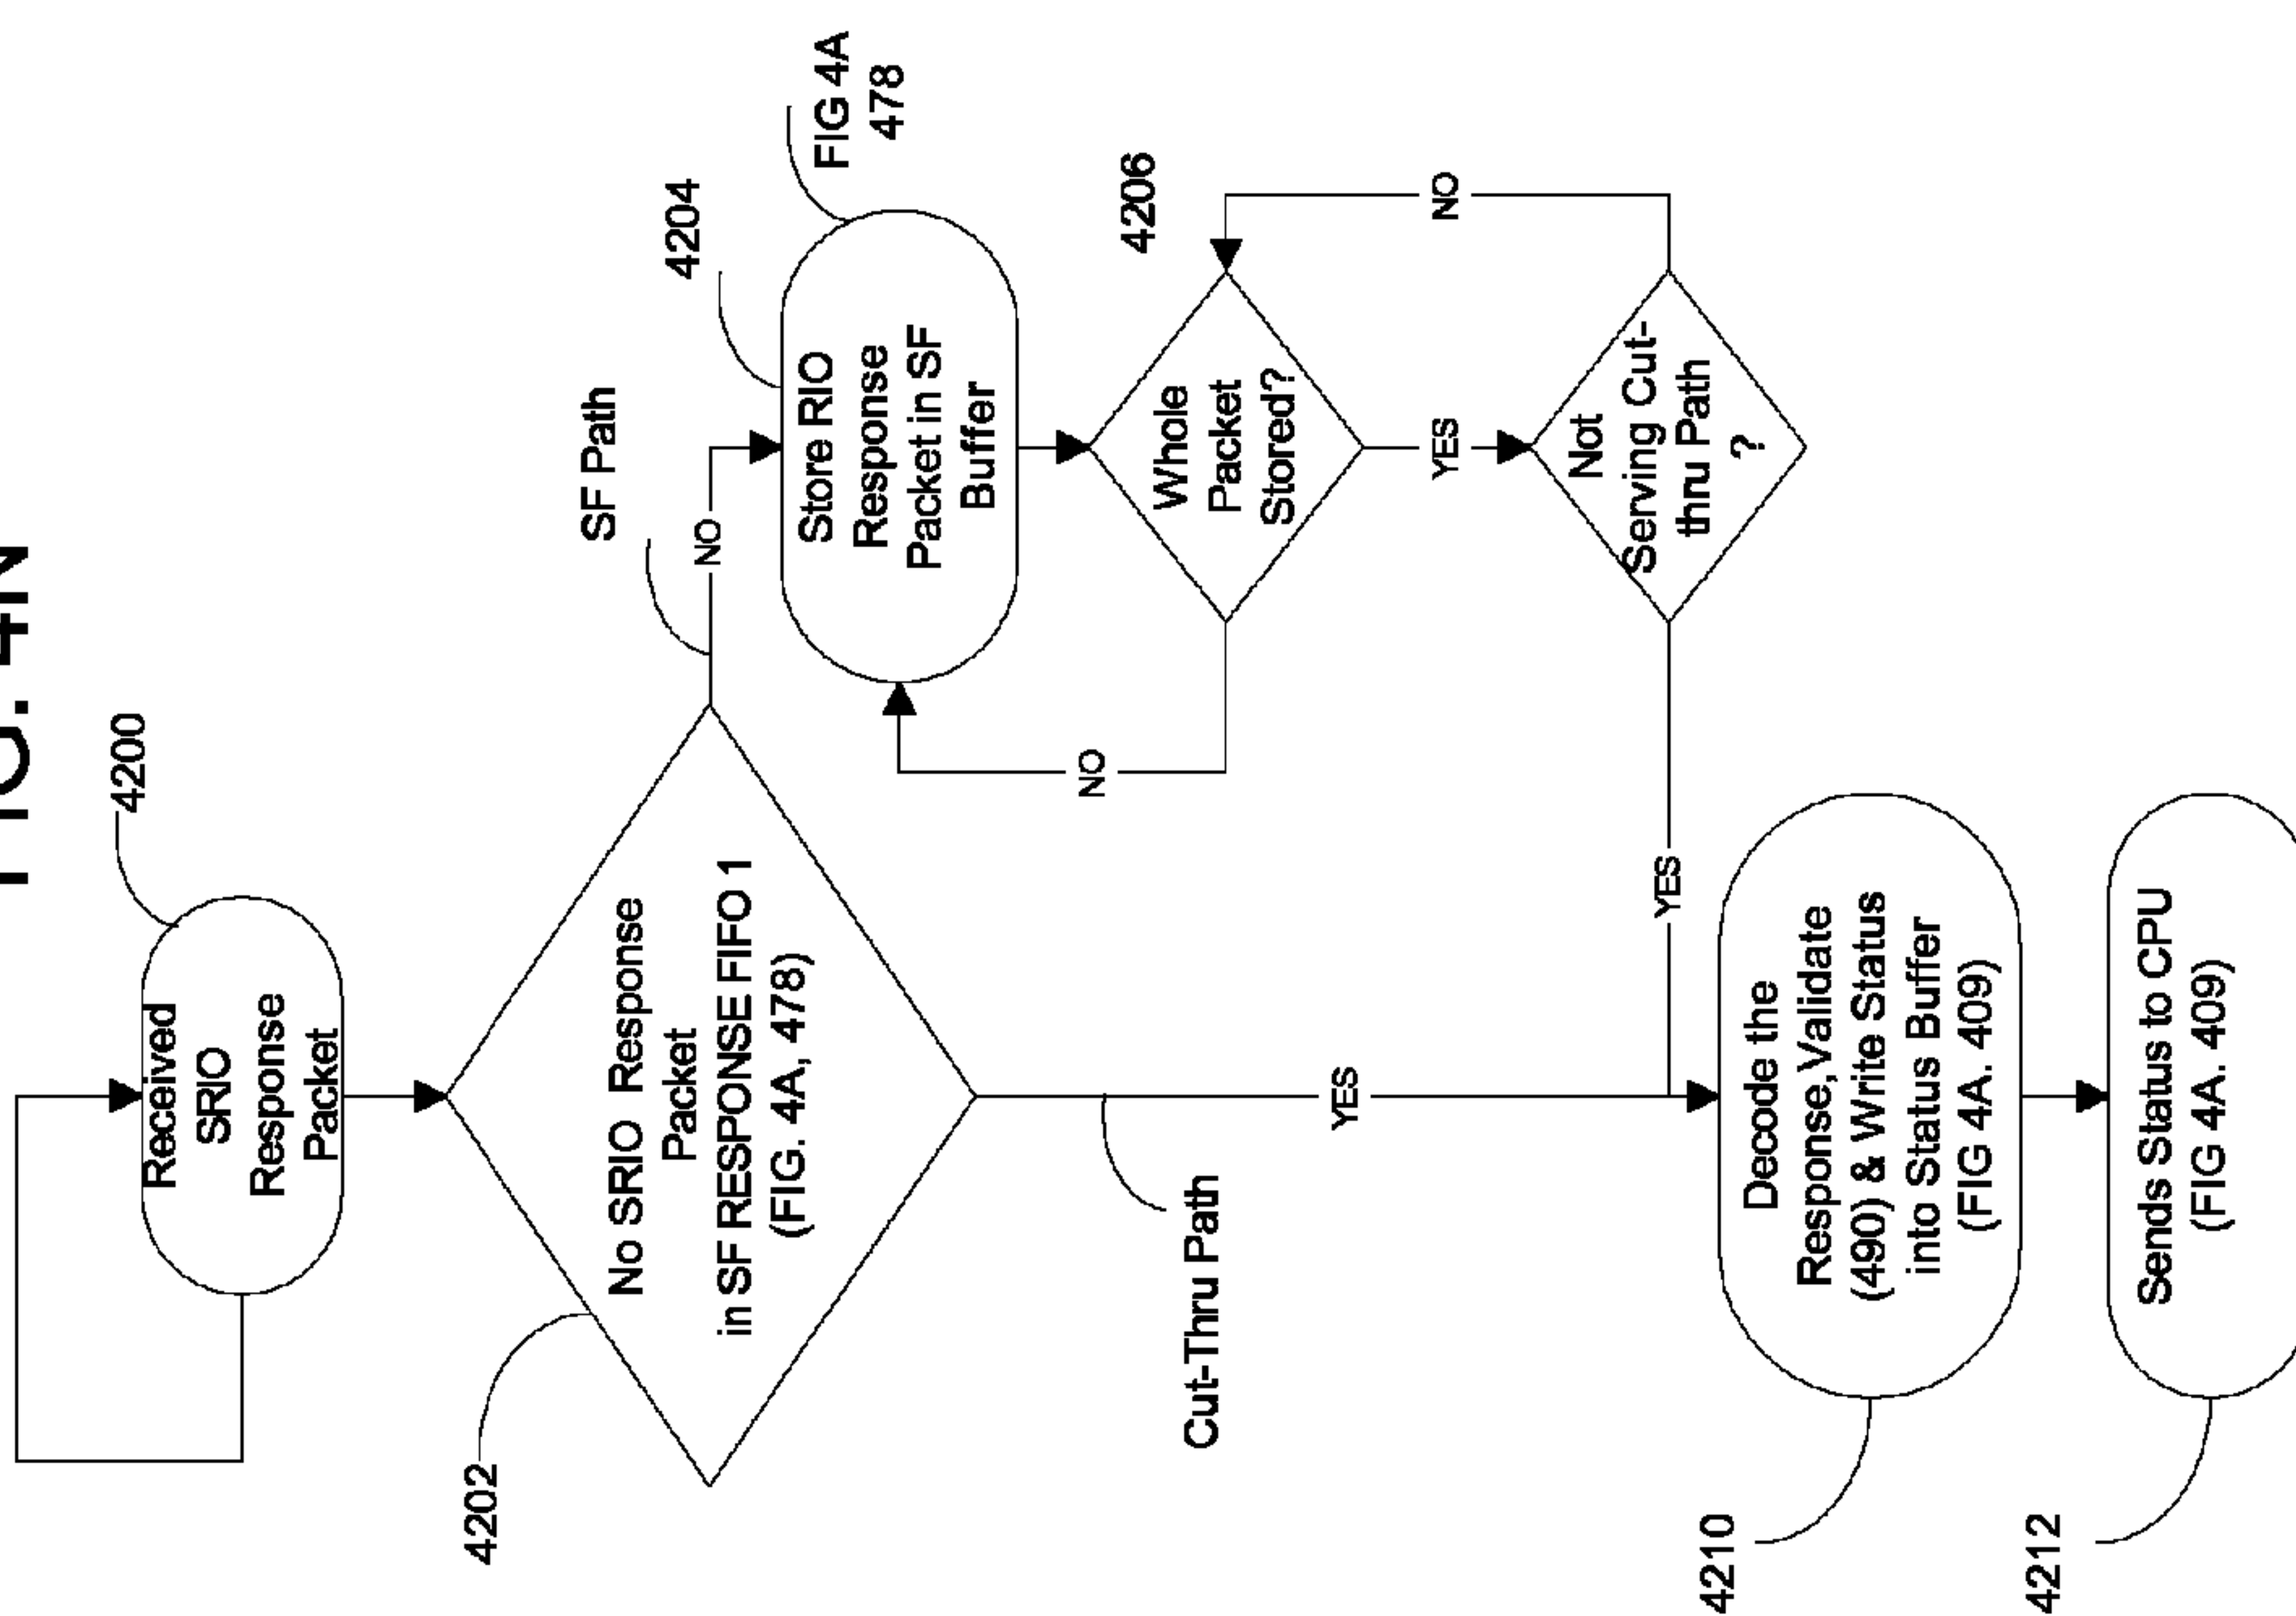 FIG. 4N
4200
Received
SRIO
Response
Packet
4202
No SRIO Response
Packet
in SF RESPONSE FIFO 1
(FIG. 4A, 478)
SF Path
NO
4204
FIG 4A
478
Store RIO
Response
Packet in SF
Buffer
NO
4206
Whole
Packet
Stored?
YES
NO
Not
Serving Cut-
thru Path
?
YES
Cut-Thru Path
YES
4210
Decode the
Response,Validate
(490) & Write Status
into Status Buffer
(FIG 4A. 409)
4212
Sends Status to CPU
(FIG 4A. 409)